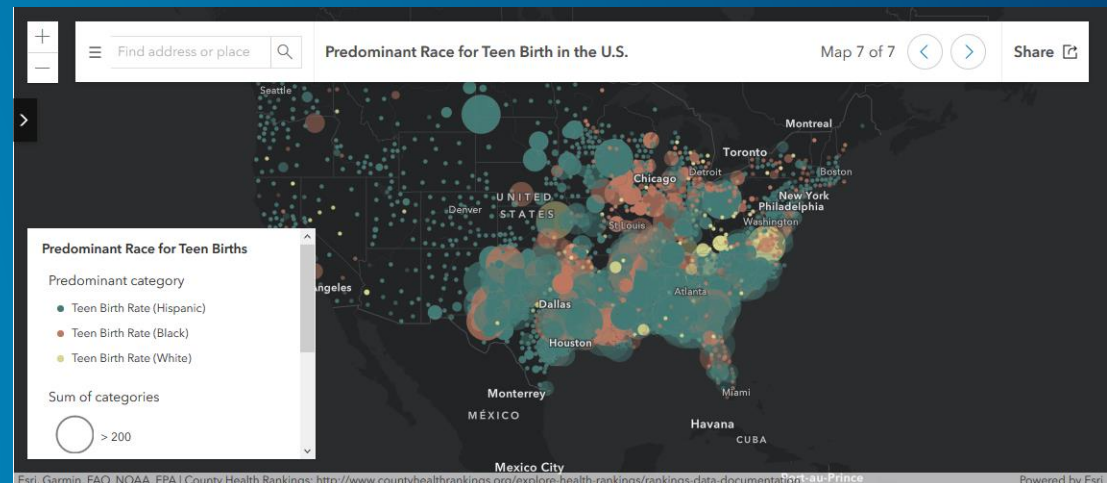 Find address or place
Predominant Race for Teen Birth in the U.S.
Map 7 of 7
Share
Seattle
Montreal
Toronto
Boston
Detroit
Chicago
New York
Philadelphia
UNITED
STATES
Denver
Washington
St Louis
Predominant Race for Teen Births
Predominant category
Teen Birth Rate (Hispanic)
Teen Birth Rate (Black)
Teen Birth Rate (White)
Sum of categories
> 200
Angeles
Atlanta
Dallas
Houston
Monterrey
MÉXICO
Miami
Havana
CUBA
Mexico City
Port-au-Prince
Esri, Garmin, FAO, NOAA, EPA | County Health Rankings: http://www.countyhealthrankings.org/explore-health-rankings/rankings-data-documentation
Powered by Esri